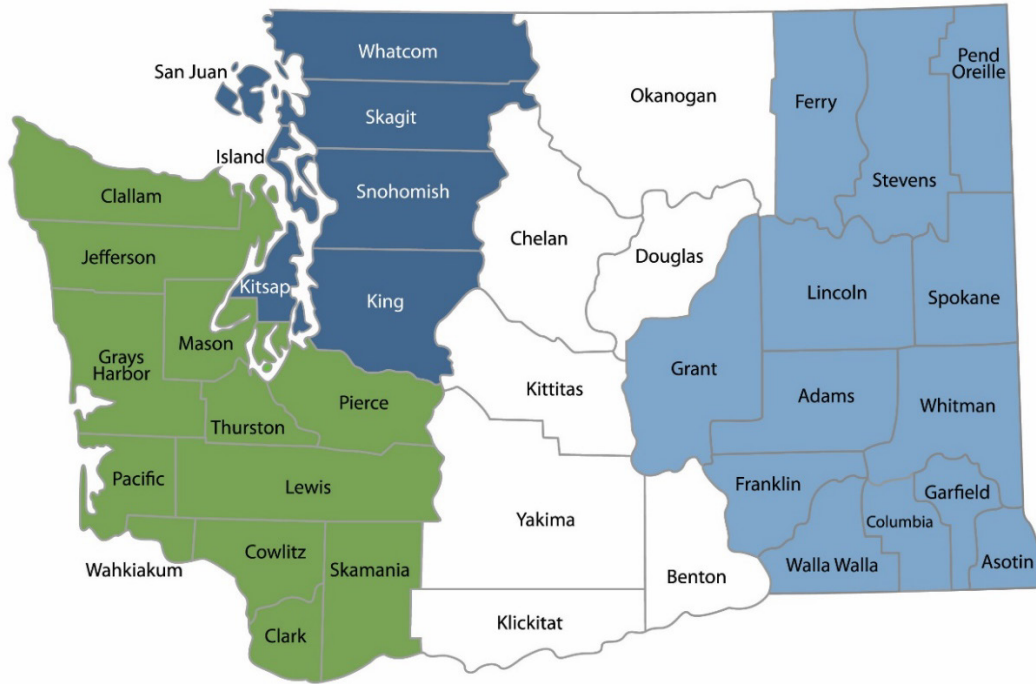 Whatcom
San Juan
Pend
Oreille
Okanogan
Ferry
Skagit
Island
Stevens
Clallam
Snohomish
Chelan
Douglas
Jefferson
Kitsap
Lincoln
Spokane
King
Mason
Grays
Harbor
Grant
Kittitas
Adams
Whitman
Pierce
Thurston
Pacific
Lewis
Franklin
Garfield
Yakima
Columbia
Cowlitz
Wahkiakum
Skamania
Walla Walla
Asotin
Benton
Klickitat
Clark